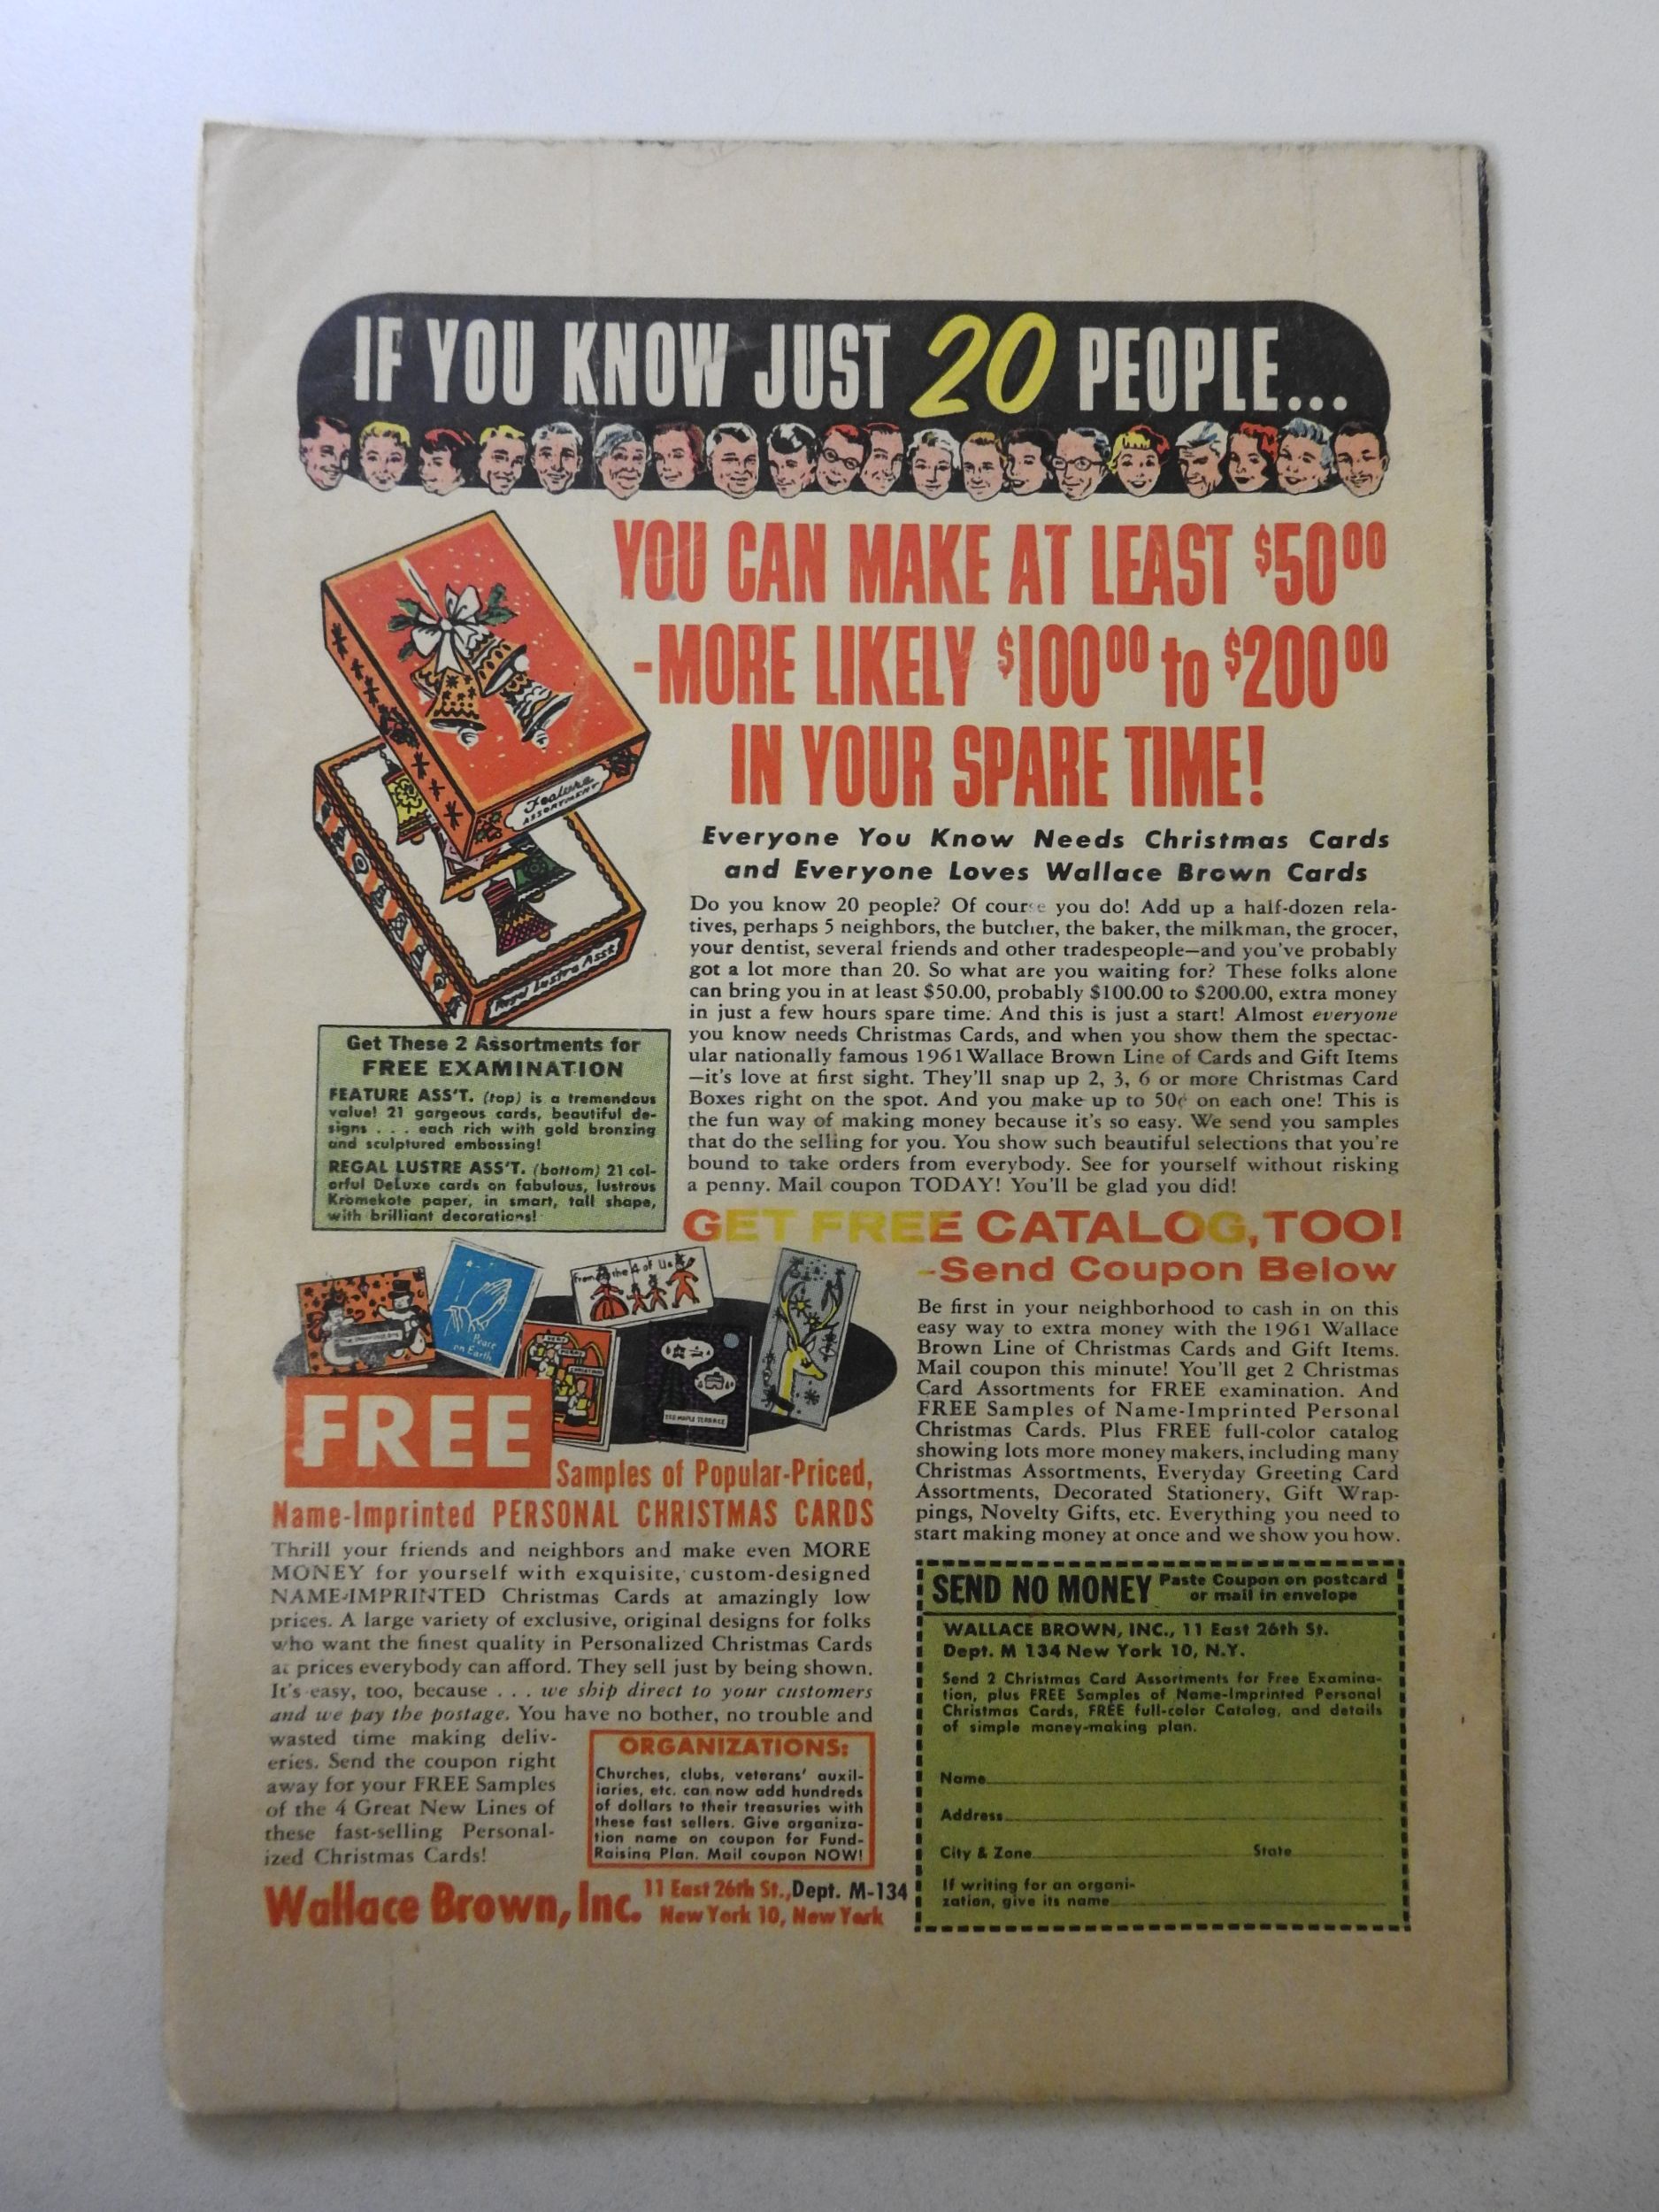 IF YOU KNOW JUST 20 PEOPLE...
YOU CAN MAKE AT LEAST $50.00
-MORE LIKELY $100.00 to $200.00
IN YOUR SPARE TIME!
Feature
ASSORTMENT
Regal Lustre Asst
Everyone You Know Needs Christmas Cards
and Everyone Loves Wallace Brown Cards
Do you know 20 people? Of course you do! Add up a half-dozen rela-
tives, perhaps 5 neighbors, the butcher, the baker, the milkman, the grocer,
your dentist, several friends and other tradespeople—and you've probably
got a lot more than 20. So what are you waiting for? These folks alone
can bring you in at least $50.00, probably $100.00 to $200.00, extra money
in just a few hours spare time. And this is just a start! Almost everyone
you know needs Christmas Cards, and when you show them the spectac-
ular nationally famous 1961 Wallace Brown Line of Cards and Gift Items
—it's love at first sight. They'll snap up 2, 3, 6 or more Christmas Card
Boxes right on the spot. And you make up to 50¢ on each one! This is
the fun way of making money because it's so easy. We send you samples
that do the selling for you. You show such beautiful selections that you're
bound to take orders from everybody. See for yourself without risking
a penny. Mail coupon TODAY! You'll be glad you did!
Get These 2 Assortments for
FREE EXAMINATION
FEATURE ASS'T. (top) is a tremendous
value! 21 gorgeous cards, beautiful de-
signs . . . each rich with gold bronzing
and sculptured embossing!
REGAL LUSTRE ASS'T. (bottom) 21 col-
orful DeLuxe cards on fabulous, lustrous
Kromekote paper, in smart, tall shape,
with brilliant decorations!
GET FREE CATALOG, TOO!
-Send Coupon Below
Be first in your neighborhood to cash in on this
easy way to extra money with the 1961 Wallace
Brown Line of Christmas Cards and Gift Items.
Mail coupon this minute! You'll get 2 Christmas
Card Assortments for FREE examination. And
FREE Samples of Name-Imprinted Personal
Christmas Cards. Plus FREE full-color catalog
showing lots more money makers, including many
Christmas Assortments, Everyday Greeting Card
Assortments, Decorated Stationery, Gift Wrap-
pings, Novelty Gifts, etc. Everything you need to
start making money at once and we show you how.
Peace
on Earth
From the 4 of Us
A VERY
MERRY
CHRISTMAS
250 MAPLE TERRACE
FREE
Samples of Popular-Priced,
Name-Imprinted PERSONAL CHRISTMAS CARDS
Thrill your friends and neighbors and make even MORE
MONEY for yourself with exquisite, custom-designed
NAME-IMPRINTED Christmas Cards at amazingly low
prices. A large variety of exclusive, original designs for folks
who want the finest quality in Personalized Christmas Cards
at prices everybody can afford. They sell just by being shown.
It's easy, too, because . . . we ship direct to your customers
and we pay the postage. You have no bother, no trouble and
wasted time making deliv-
eries. Send the coupon right
away for your FREE Samples
of the 4 Great New Lines of
these fast-selling Personal-
ized Christmas Cards!
ORGANIZATIONS:
Churches, clubs, veterans' auxil-
iaries, etc. can now add hundreds
of dollars to their treasuries with
these fast sellers. Give organiza-
tion name on coupon for Fund-
Raising Plan. Mail coupon NOW!
Wallace Brown, Inc. 11 East 26th St., Dept. M-134
New York 10, New York
SEND NO MONEY Paste Coupon on postcard
or mail in envelope
WALLACE BROWN, INC., 11 East 26th St.
Dept. M 134 New York 10, N.Y.
Send 2 Christmas Card Assortments for Free Examina-
tion, plus FREE Samples of Name-Imprinted Personal
Christmas Cards, FREE full-color Catalog, and details
of simple money-making plan.
Name
Address
City & Zone State
If writing for an organi-
zation, give its name